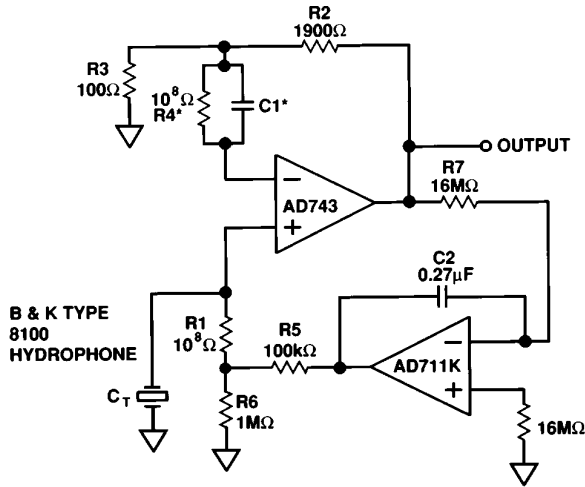 R2
1900Ω
R3
100Ω
10⁸Ω
R4*
C1*
OUTPUT
R7
16MΩ
AD743
−
+
C2
0.27µF
B & K TYPE
8100
HYDROPHONE
R1
10⁸Ω
R5
100kΩ
AD711K
−
+
CT
R6
1MΩ
16MΩ